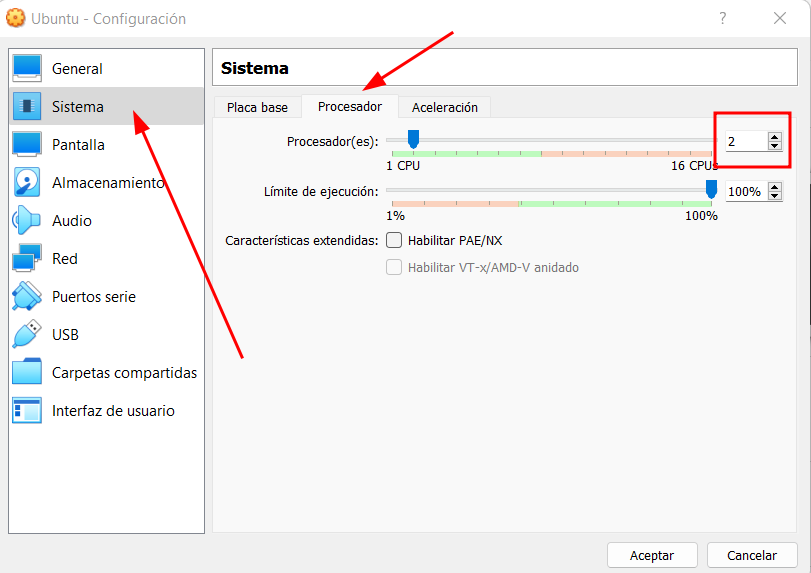 Ubuntu - Configuración
?
General
Sistema
Pantalla
Almacenamiento
Audio
Red
Puertos serie
USB
Carpetas compartidas
Interfaz de usuario
Sistema
Placa base
Procesador
Aceleración
Procesador(es):
2
1 CPU
16 CPUs
Límite de ejecución:
100%
1%
100%
Características extendidas:
Habilitar PAE/NX
Habilitar VT-x/AMD-V anidado
Aceptar
Cancelar